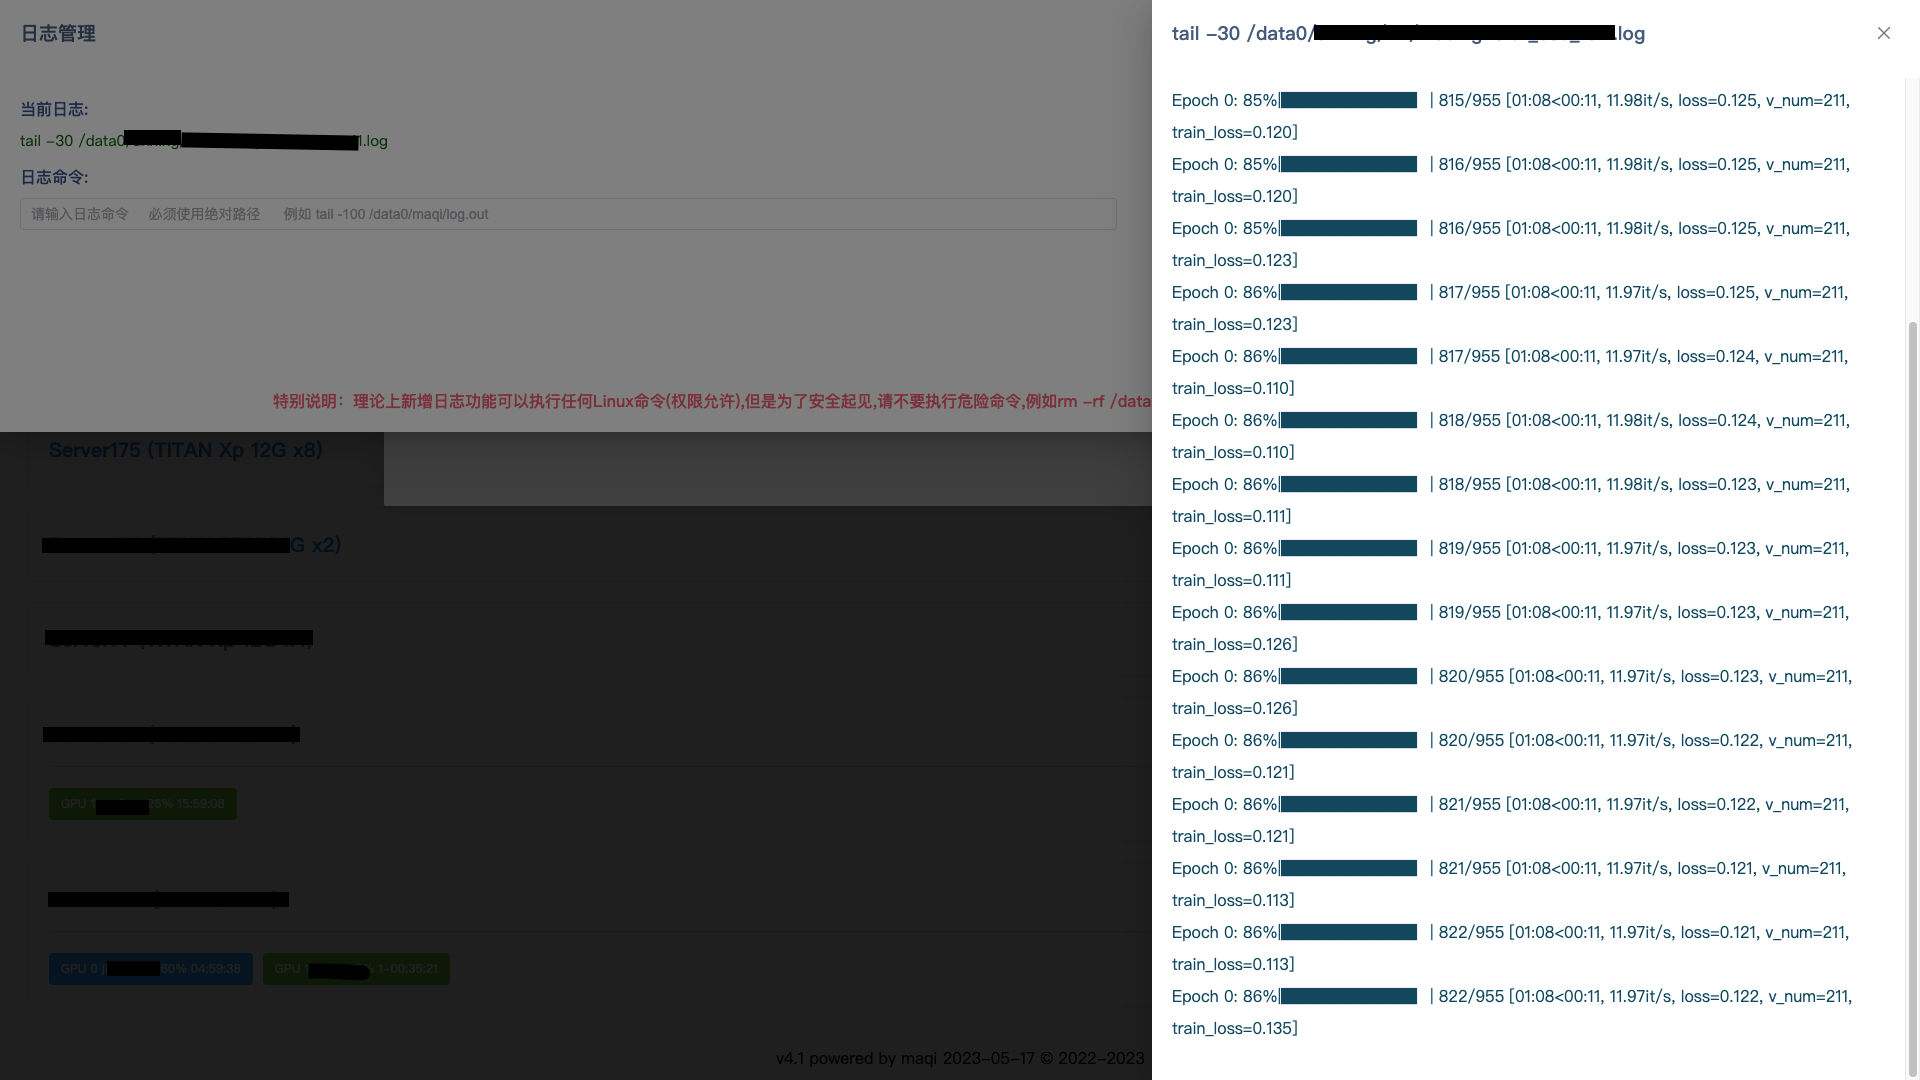 日志管理
当前日志:
tail -30 /data0/ .log
日志命令:
请输入日志命令 必须使用绝对路径 例如 tail -100 /data0/maqi/log.out
特别说明：理论上新增日志功能可以执行任何Linux命令(权限允许),但是为了安全起见,请不要执行危险命令,例如rm -rf /data
Server175 (TITAN Xp 12G x8)
G x2)
GPU 26% 15:59:08
GPU 0 60% 04:59:38
GPU % 1-00:35:21
v4.1 powered by maqi 2023-05-17 © 2022-2023
tail -30 /data0/ .log
Epoch 0: 85%| | 815/955 [01:08<00:11, 11.98it/s, loss=0.125, v_num=211,
train_loss=0.120]
Epoch 0: 85%| | 816/955 [01:08<00:11, 11.98it/s, loss=0.125, v_num=211,
train_loss=0.120]
Epoch 0: 85%| | 816/955 [01:08<00:11, 11.98it/s, loss=0.125, v_num=211,
train_loss=0.123]
Epoch 0: 86%| | 817/955 [01:08<00:11, 11.97it/s, loss=0.125, v_num=211,
train_loss=0.123]
Epoch 0: 86%| | 817/955 [01:08<00:11, 11.97it/s, loss=0.124, v_num=211,
train_loss=0.110]
Epoch 0: 86%| | 818/955 [01:08<00:11, 11.98it/s, loss=0.124, v_num=211,
train_loss=0.110]
Epoch 0: 86%| | 818/955 [01:08<00:11, 11.98it/s, loss=0.123, v_num=211,
train_loss=0.111]
Epoch 0: 86%| | 819/955 [01:08<00:11, 11.97it/s, loss=0.123, v_num=211,
train_loss=0.111]
Epoch 0: 86%| | 819/955 [01:08<00:11, 11.97it/s, loss=0.123, v_num=211,
train_loss=0.126]
Epoch 0: 86%| | 820/955 [01:08<00:11, 11.97it/s, loss=0.123, v_num=211,
train_loss=0.126]
Epoch 0: 86%| | 820/955 [01:08<00:11, 11.97it/s, loss=0.122, v_num=211,
train_loss=0.121]
Epoch 0: 86%| | 821/955 [01:08<00:11, 11.97it/s, loss=0.122, v_num=211,
train_loss=0.121]
Epoch 0: 86%| | 821/955 [01:08<00:11, 11.97it/s, loss=0.121, v_num=211,
train_loss=0.113]
Epoch 0: 86%| | 822/955 [01:08<00:11, 11.97it/s, loss=0.121, v_num=211,
train_loss=0.113]
Epoch 0: 86%| | 822/955 [01:08<00:11, 11.97it/s, loss=0.122, v_num=211,
train_loss=0.135]